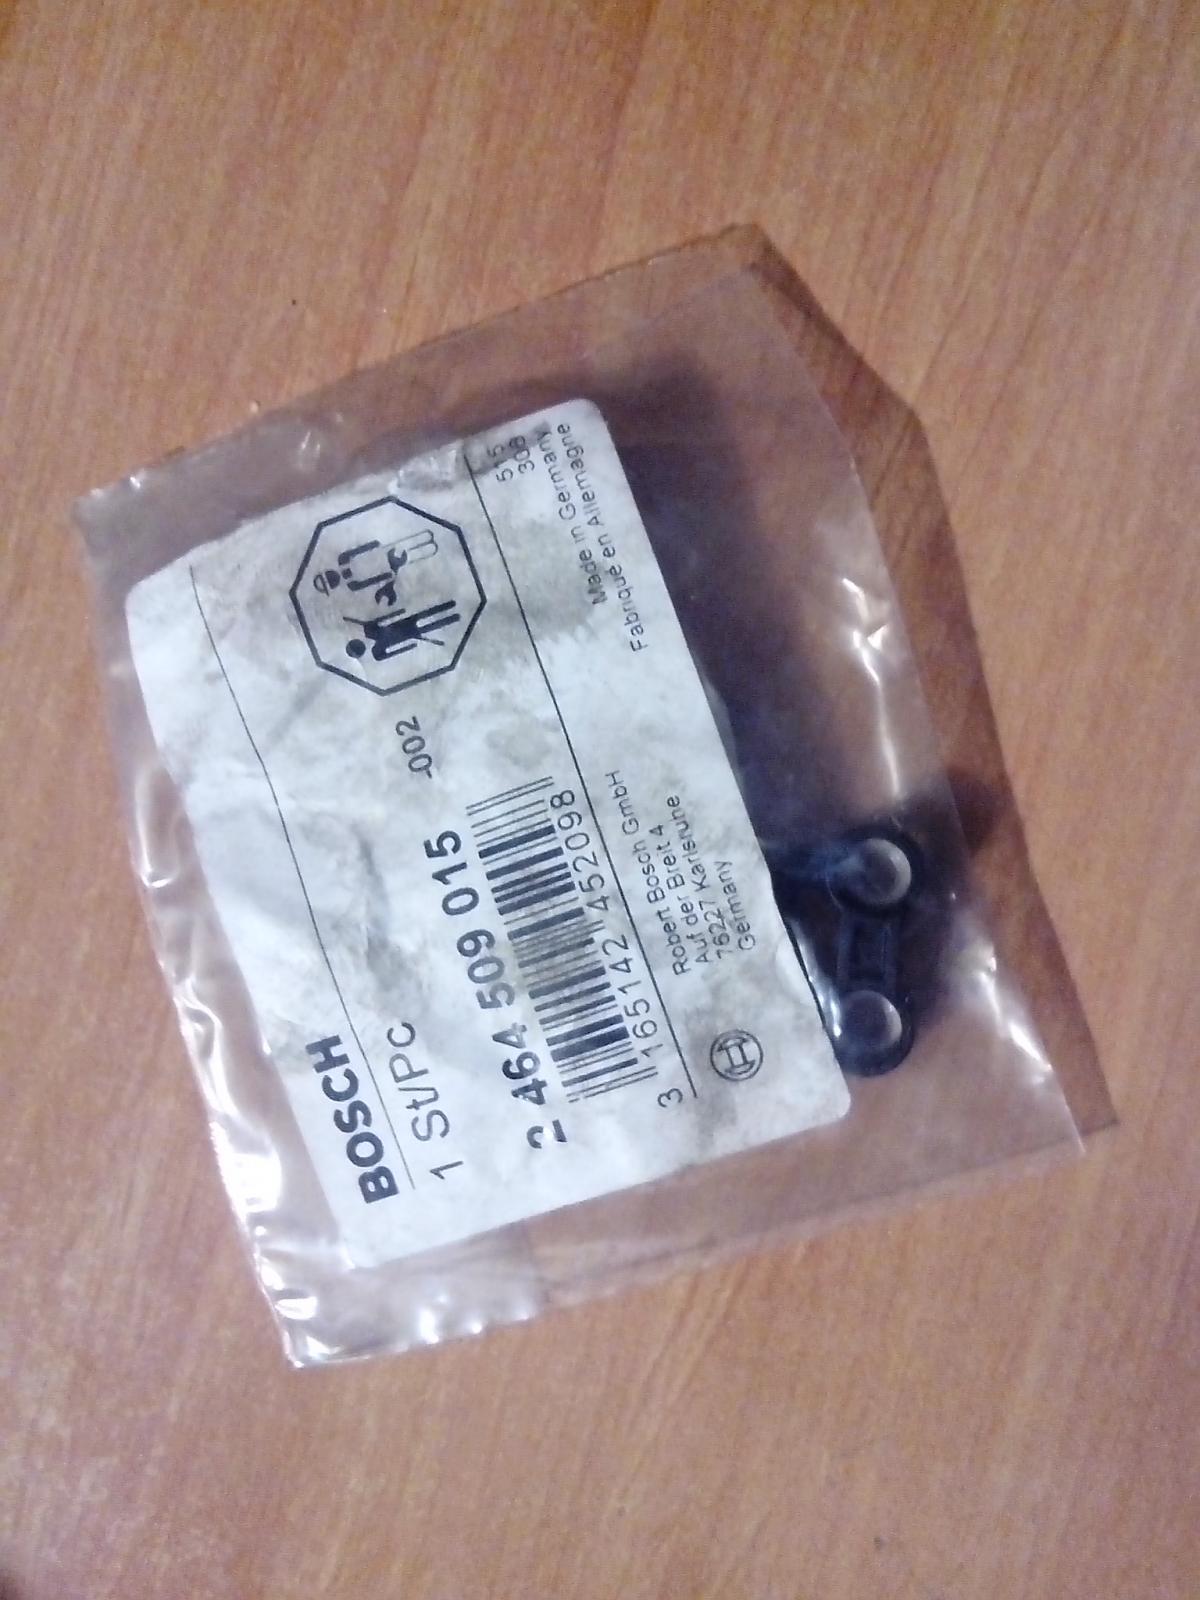 BOSCH
1 St/PC
2 464 509 015
-002
3 165142 452098
515
308
Robert Bosch GmbH
Auf der Breit 4
76227 Karlsruhe
Germany
Made in Germany
Fabriqué en Allemagne